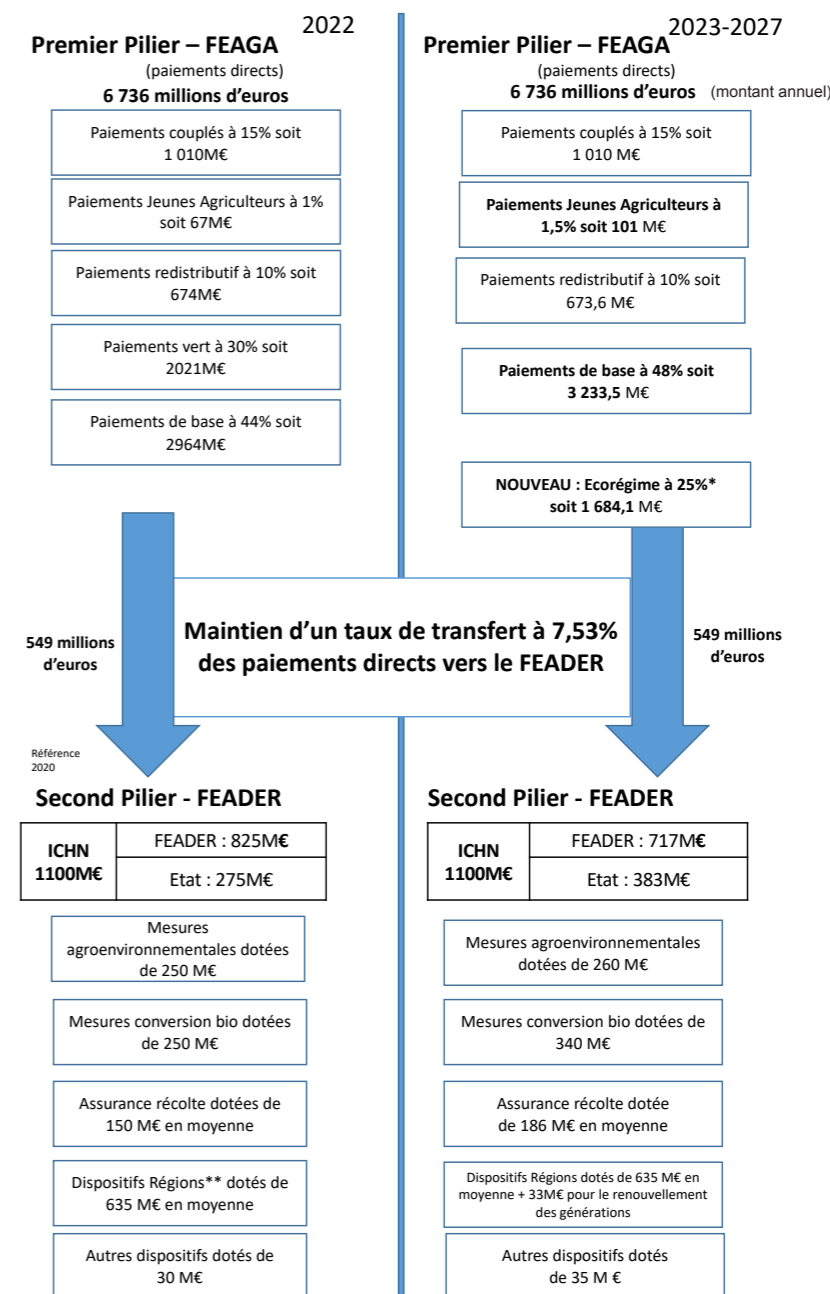 2022
Premier Pilier – FEAGA
(paiements directs)
6 736 millions d'euros
Paiements couplés à 15% soit
1 010M€
Paiements Jeunes Agriculteurs à 1%
soit 67M€
Paiements redistributif à 10% soit
674M€
Paiements vert à 30% soit
2021M€
Paiements de base à 44% soit
2964M€
2023-2027
Premier Pilier – FEAGA
(paiements directs)
6 736 millions d'euros (montant annuel)
Paiements couplés à 15% soit
1 010 M€
Paiements Jeunes Agriculteurs à
1,5% soit 101 M€
Paiements redistributif à 10% soit
673,6 M€
Paiements de base à 48% soit
3 233,5 M€
NOUVEAU : Ecorégime à 25%*
soit 1 684,1 M€
549 millions
d'euros
Maintien d'un taux de transfert à 7,53%
des paiements directs vers le FEADER
549 millions
d'euros
Référence
2020
Second Pilier - FEADER
ICHN
1100M€
FEADER : 825M€
Etat : 275M€
Mesures
agroenvironnementales dotées
de 250 M€
Mesures conversion bio dotées
de 250 M€
Assurance récolte dotées de
150 M€ en moyenne
Dispositifs Régions** dotés de
635 M€ en moyenne
Autres dispositifs dotés de
30 M€
Second Pilier - FEADER
ICHN
1100M€
FEADER : 717M€
Etat : 383M€
Mesures agroenvironnementales
dotées de 260 M€
Mesures conversion bio dotées de
340 M€
Assurance récolte dotée
de 186 M€ en moyenne
Dispositifs Régions dotés de 635 M€ en
moyenne + 33M€ pour le renouvellement
des générations
Autres dispositifs dotés
de 35 M €